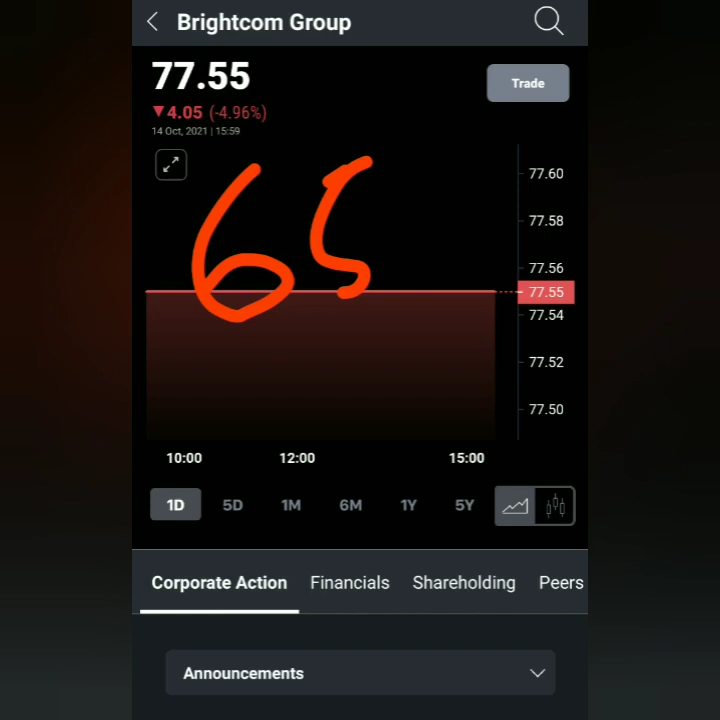 Brightcom Group
77.55
Trade
▼4.05 (-4.96%)
14 Oct, 2021 | 15:59
65
77.60
77.58
77.56
77.55
77.54
77.52
77.50
10:00 12:00 15:00
1D 5D 1M 6M 1Y 5Y
Corporate Action Financials Shareholding Peers
Announcements